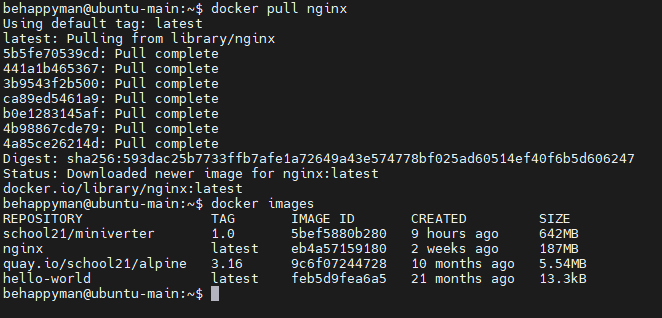 behappyman@ubuntu-main:~$ docker pull nginx
Using default tag: latest
latest: Pulling from library/nginx
5b5fe70539cd: Pull complete
441a1b465367: Pull complete
3b9543f2b500: Pull complete
ca89ed5461a9: Pull complete
b0e1283145af: Pull complete
4b98867cde79: Pull complete
4a85ce26214d: Pull complete
Digest: sha256:593dac25b7733ffb7afe1a72649a43e574778bf025ad60514ef40f6b5d606247
Status: Downloaded newer image for nginx:latest
docker.io/library/nginx:latest
behappyman@ubuntu-main:~$ docker images
REPOSITORY TAG IMAGE ID CREATED SIZE
school21/miniverter 1.0 5bef5880b280 9 hours ago 642MB
nginx latest eb4a57159180 2 weeks ago 187MB
quay.io/school21/alpine 3.16 9c6f07244728 10 months ago 5.54MB
hello-world latest feb5d9fea6a5 21 months ago 13.3kB
behappyman@ubuntu-main:~$